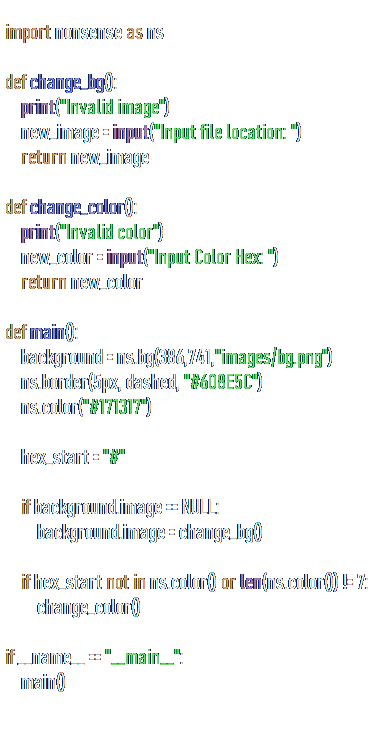 import nonsense as ns
def change_bg():
print("Invalid image")
new_image = input("Input file location: ")
return new_image
def change_color():
print("Invalid color")
new_color = input("Input Color Hex: ")
return new_color
def main():
background = ns.bg(386,741,"images/bg.png")
ns.border(5px, dashed, "#608E5C")
ns.color("#171317")
hex_start = "#"
if background.image == NULL:
background.image = change_bg()
if hex_start not in ns.color() or len(ns.color()) != 7:
change_color()
if __name__ == "__main__":
main()